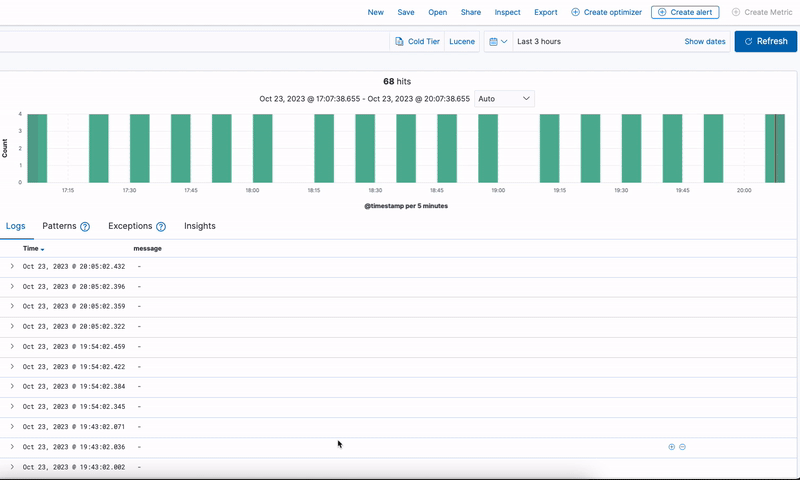 New Save Open Share Inspect Export Create optimizer Create alert Create Metric
Cold Tier Lucene Last 3 hours Show dates Refresh
68 hits
Oct 23, 2023 @ 17:07:38.655 - Oct 23, 2023 @ 20:07:38.655 Auto
Count
4
3
2
1
0
17:15 17:30 17:45 18:00 18:15 18:30 18:45 19:00 19:15 19:30 19:45 20:00
@timestamp per 5 minutes
Logs Patterns Exceptions Insights
Time message
Oct 23, 2023 @ 20:05:02.432 -
Oct 23, 2023 @ 20:05:02.396 -
Oct 23, 2023 @ 20:05:02.359 -
Oct 23, 2023 @ 20:05:02.322 -
Oct 23, 2023 @ 19:54:02.459 -
Oct 23, 2023 @ 19:54:02.422 -
Oct 23, 2023 @ 19:54:02.384 -
Oct 23, 2023 @ 19:54:02.345 -
Oct 23, 2023 @ 19:43:02.071 -
Oct 23, 2023 @ 19:43:02.036 -
Oct 23, 2023 @ 19:43:02.002 -